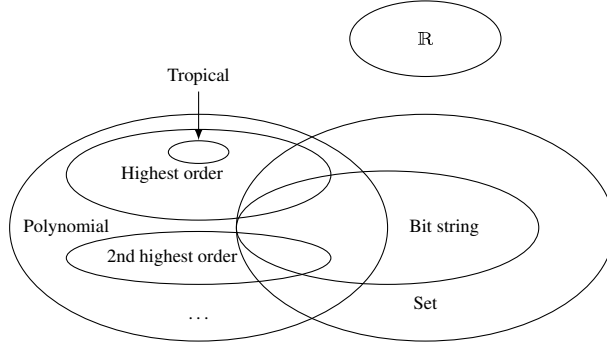 ℝ
Tropical
Highest order
Polynomial
Bit string
2nd highest order
Set
...